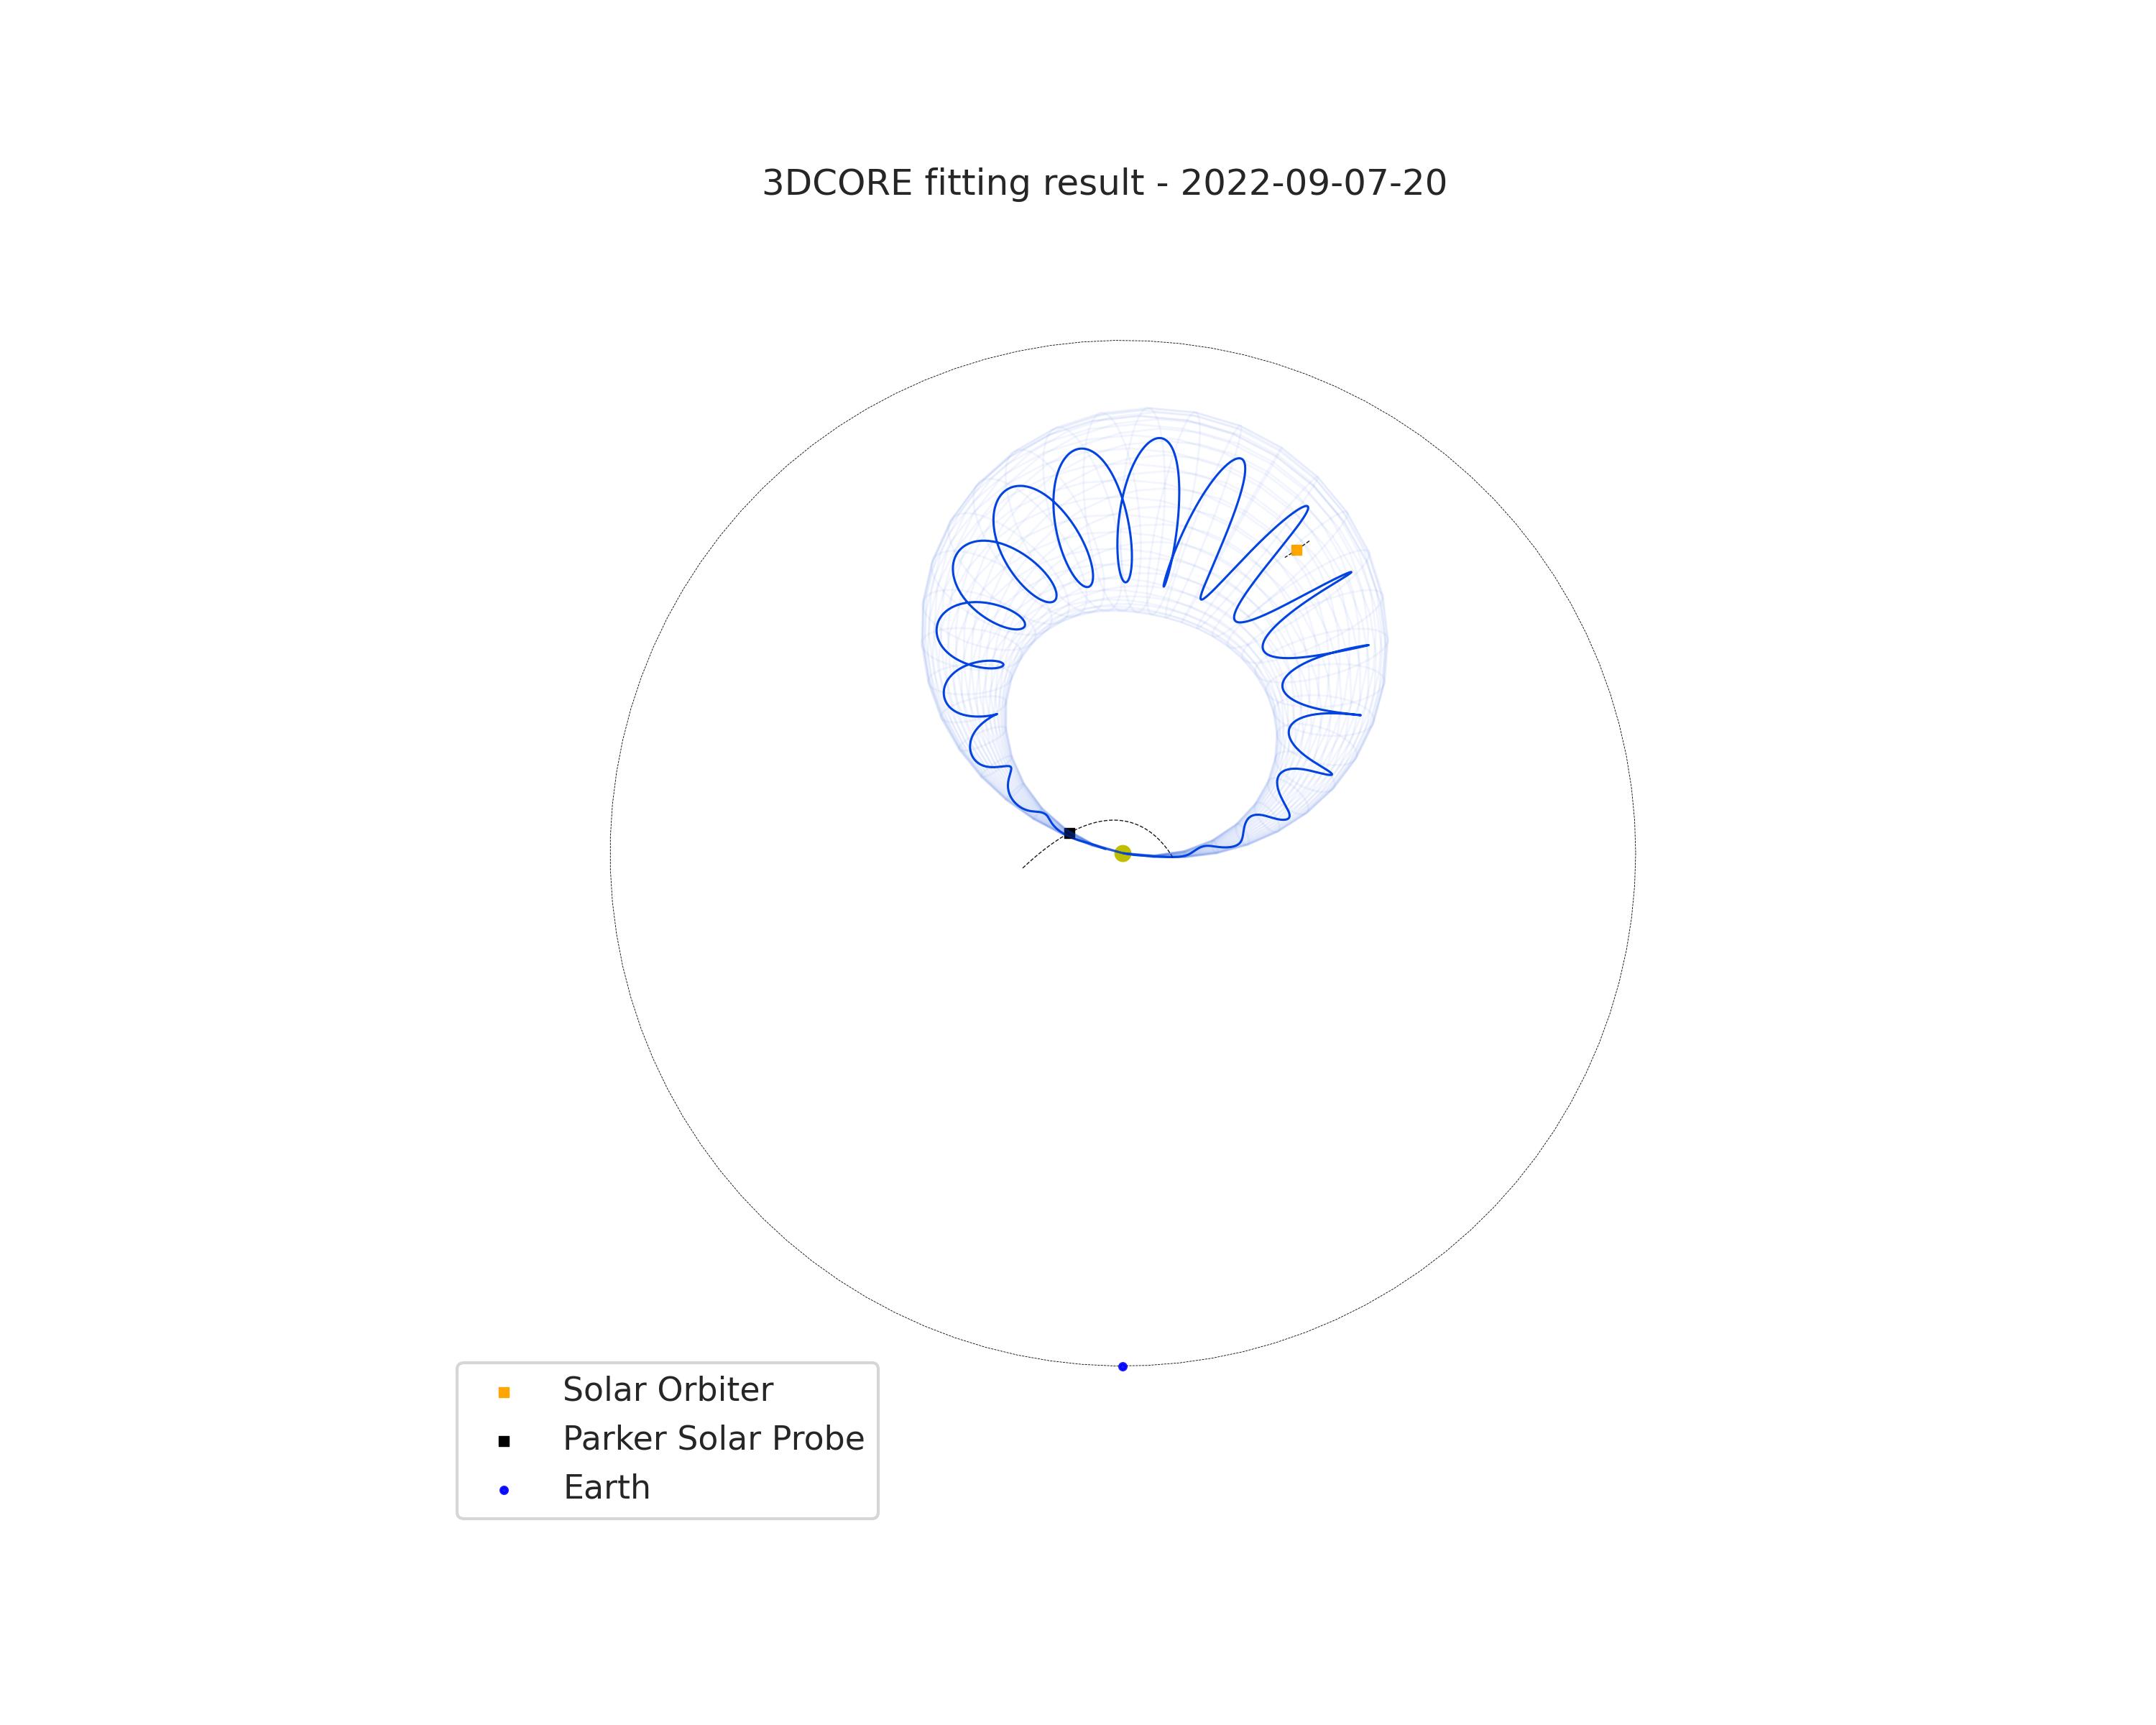 3DCORE fitting result - 2022-09-07-20
Solar Orbiter
Parker Solar Probe
Earth